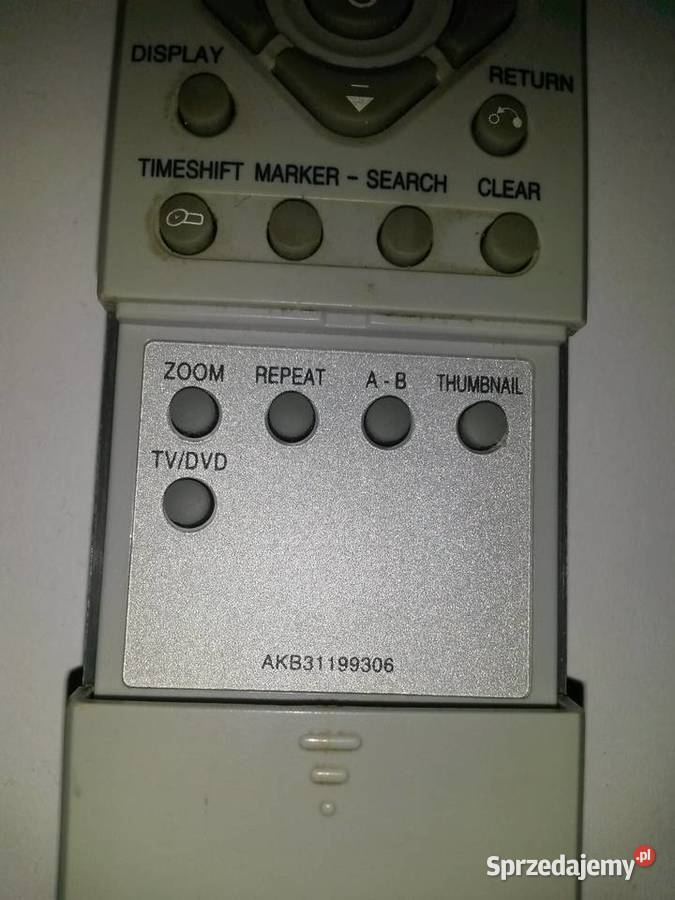 DISPLAY
RETURN
TIMESHIFT MARKER - SEARCH CLEAR
ZOOM REPEAT A - B THUMBNAIL
TV/DVD
AKB31199306
Sprzedajemy.pl